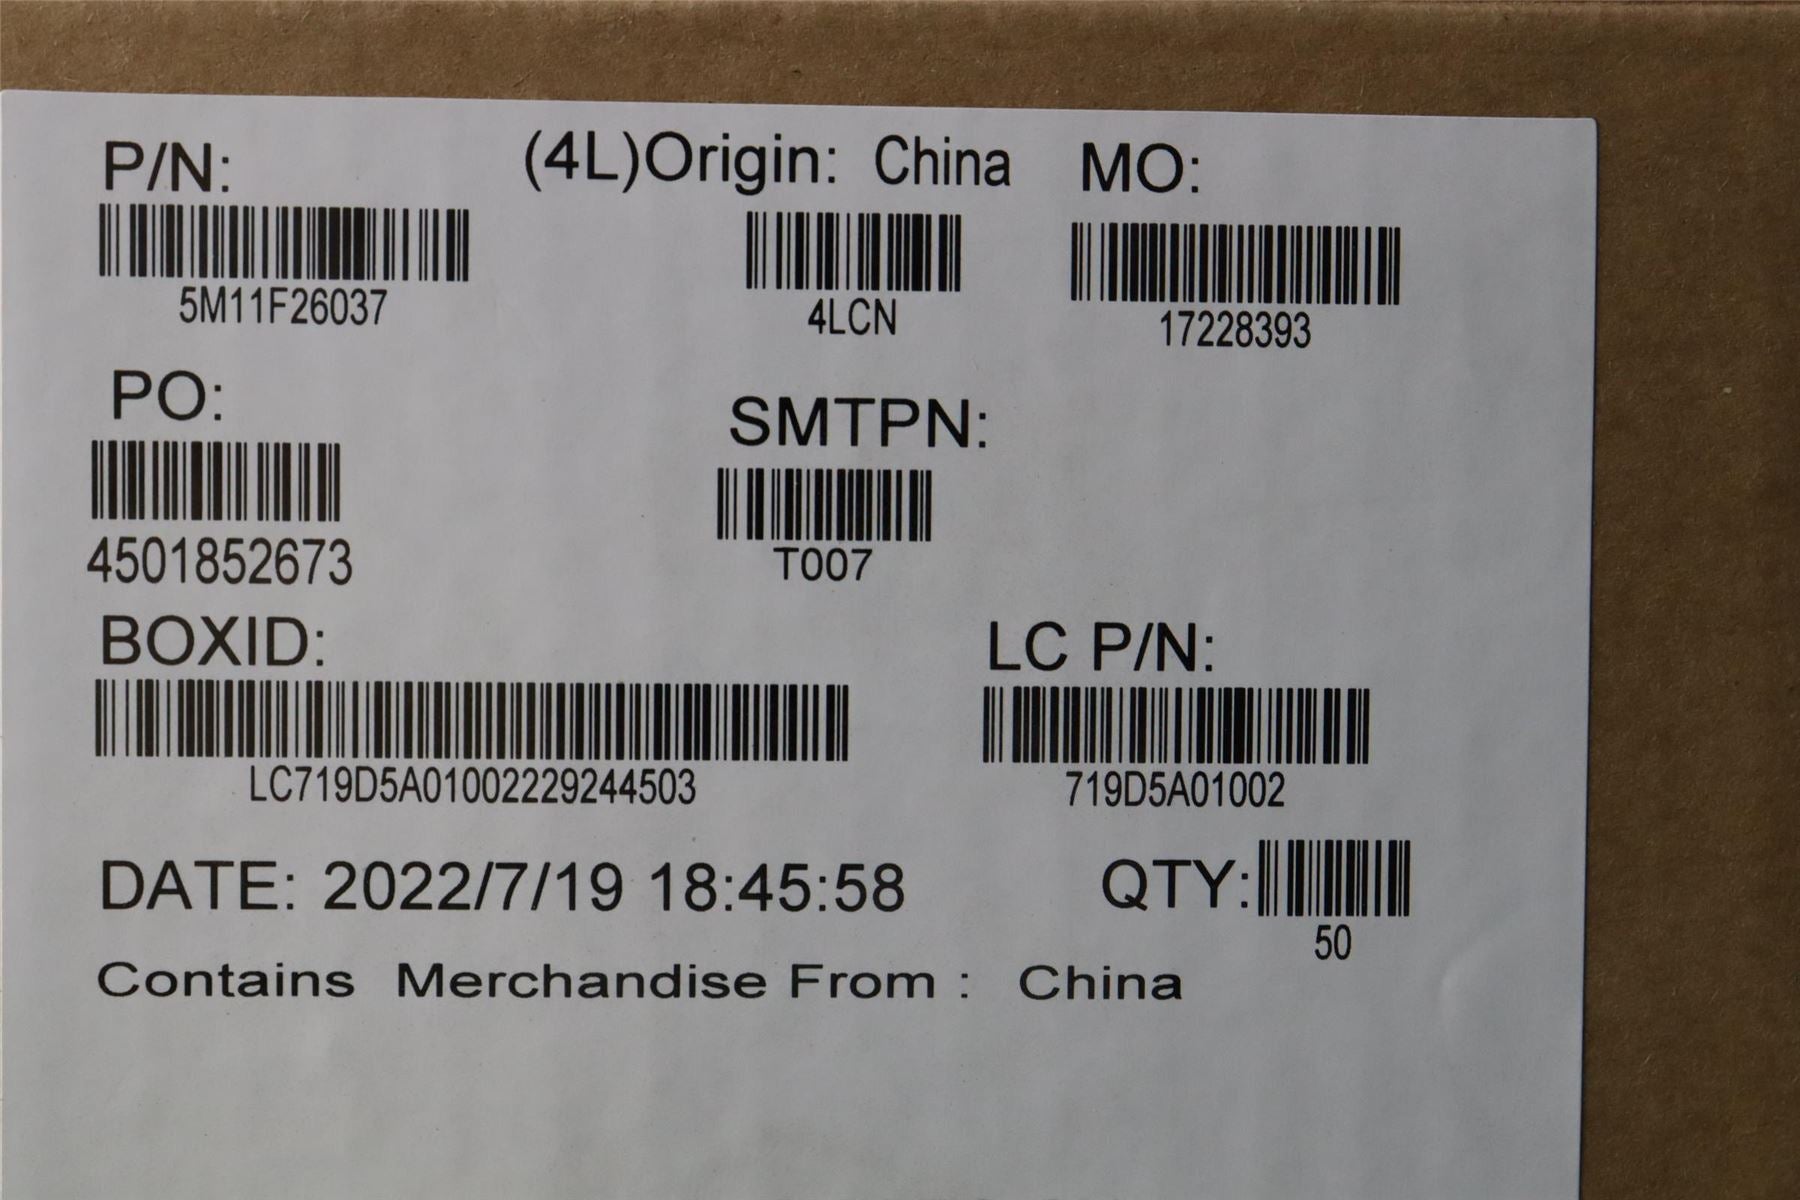 P/N: (4L)Origin: China MO:
5M11F26037 4LCN 17228393
PO: SMTPN:
4501852673 T007
BOXID: LC P/N:
LC719D5A01002229244503 719D5A01002
DATE: 2022/7/19 18:45:58 QTY:
50
Contains Merchandise From : China